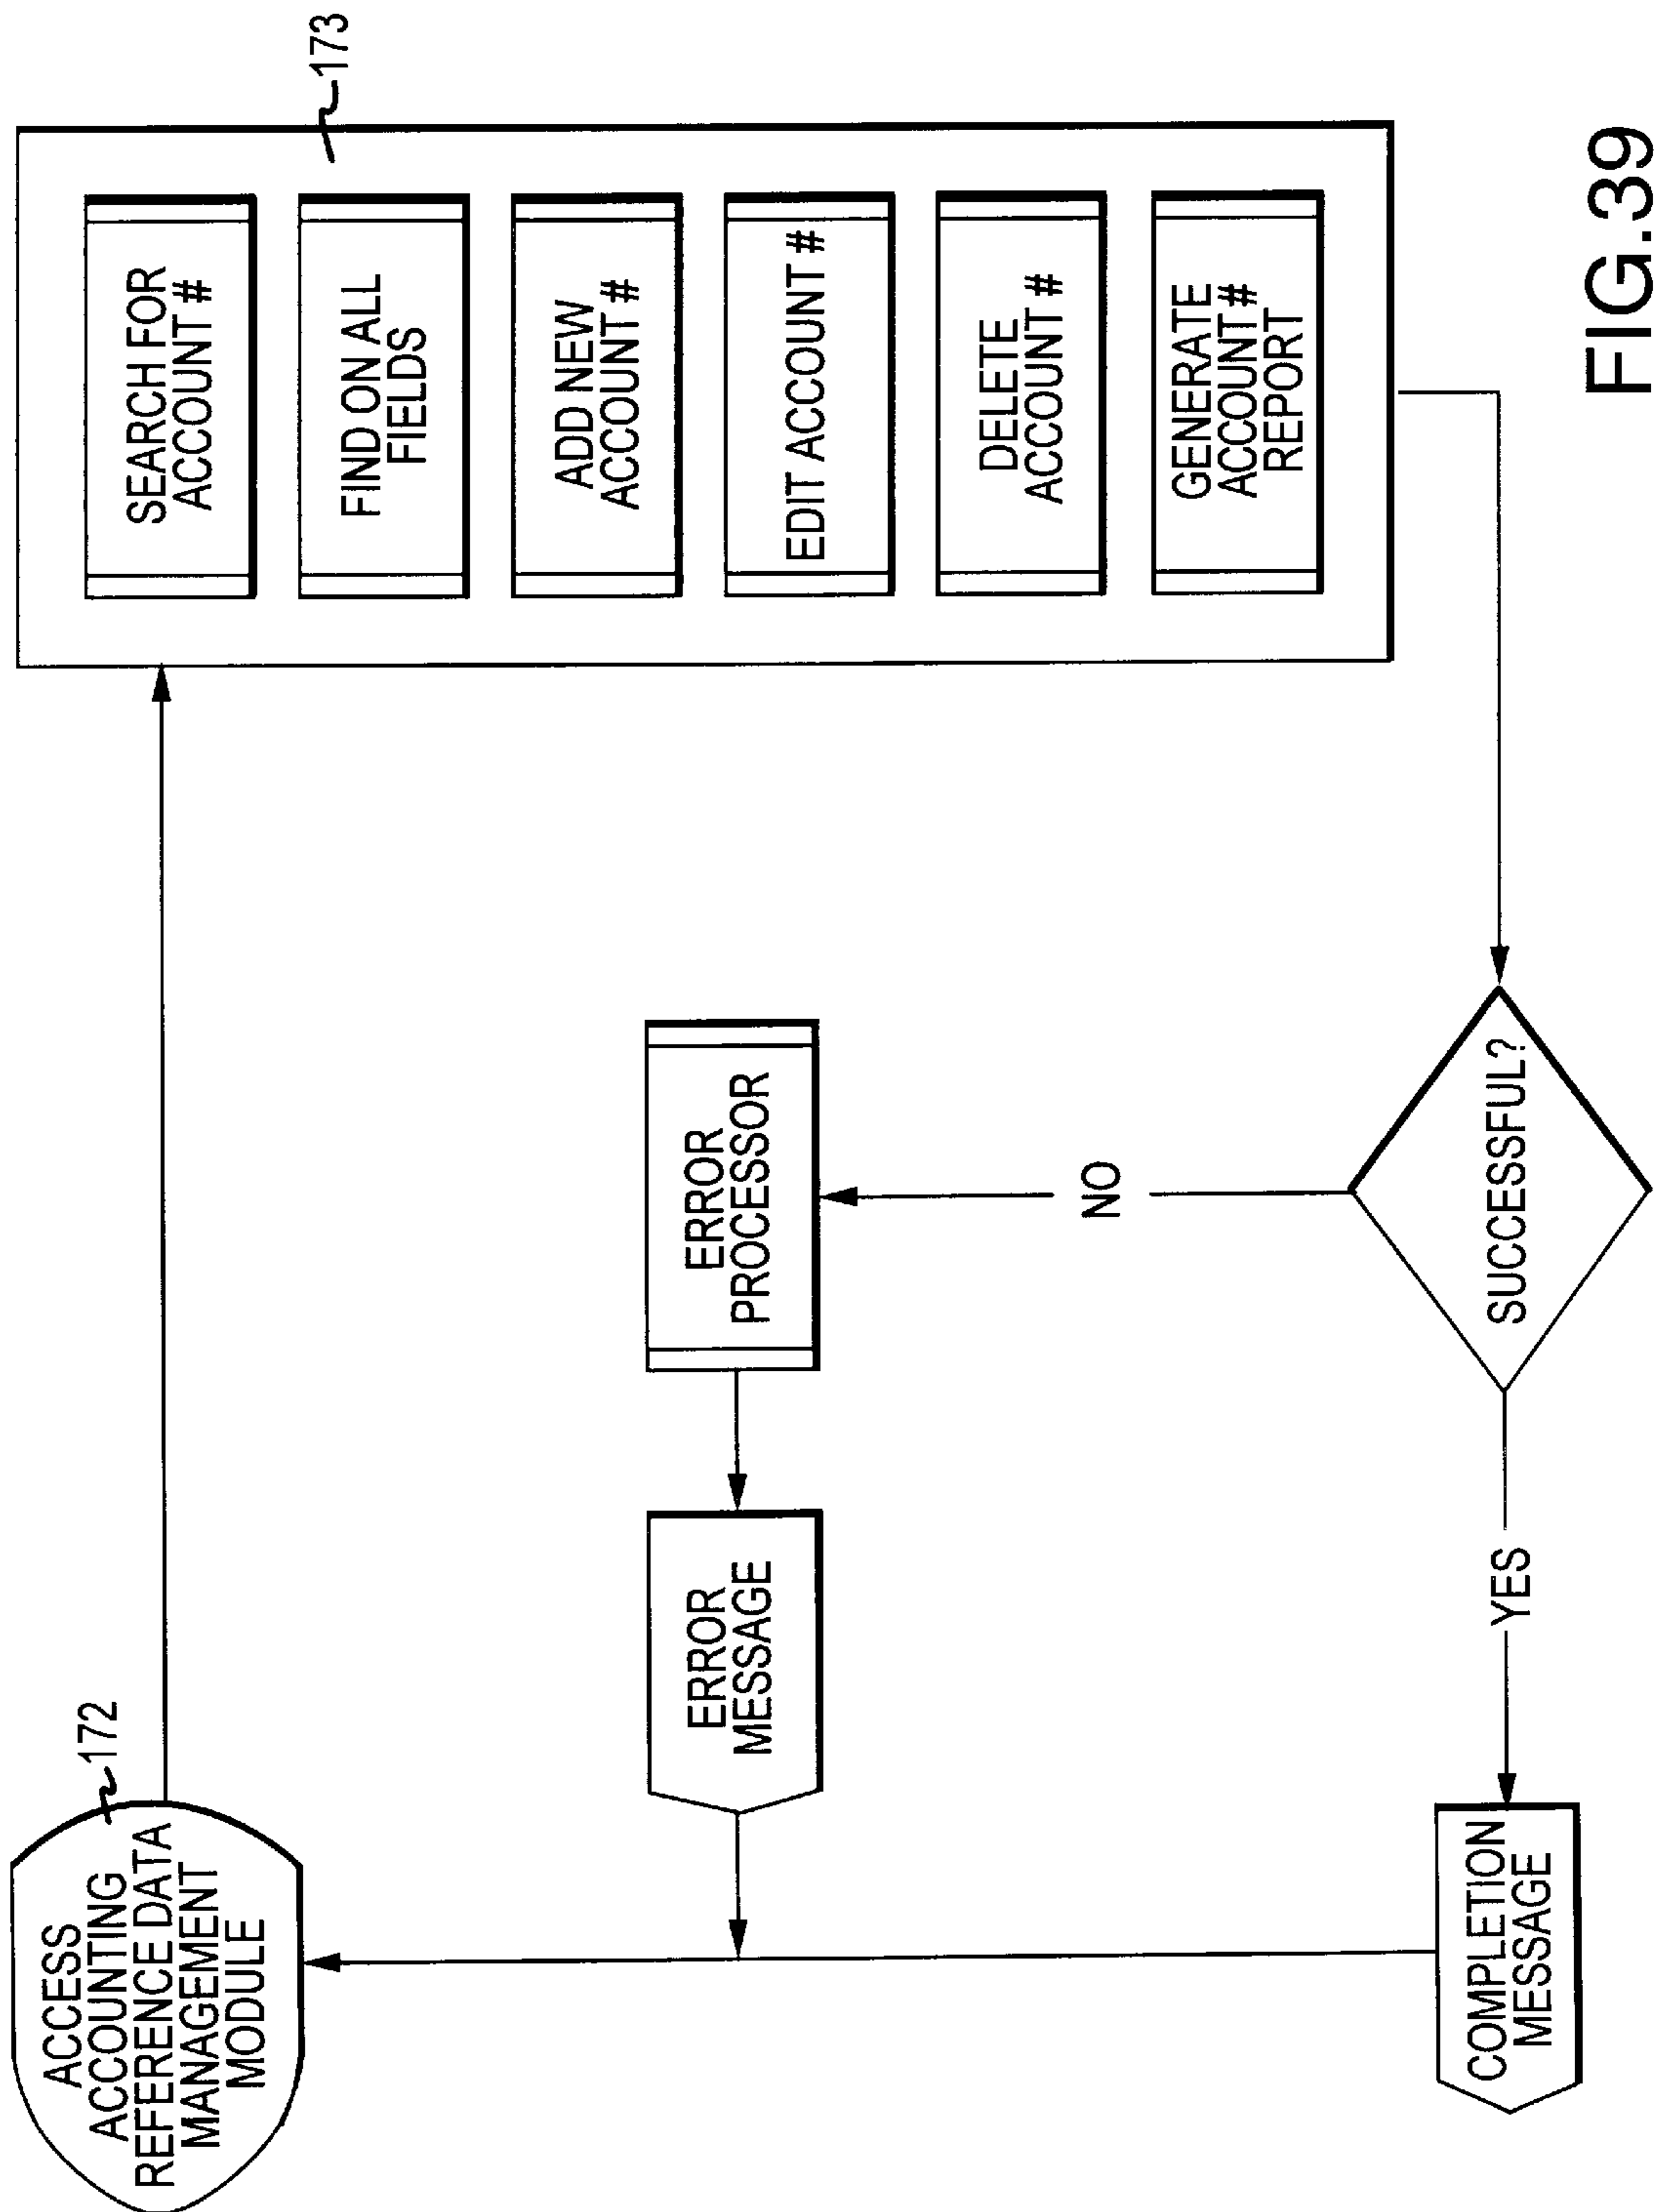 ACCESS
ACCOUNTING
REFERENCE DATA
MANAGEMENT
MODULE
172
173
SEARCH FOR
ACCOUNT #
FIND ON ALL
FIELDS
ADD NEW
ACCOUNT #
EDIT ACCOUNT #
DELETE
ACCOUNT #
GENERATE
ACCOUNT #
REPORT
ERROR
MESSAGE
ERROR
PROCESSOR
NO
COMPLETION
MESSAGE
YES
SUCCESSFUL?
FIG.39